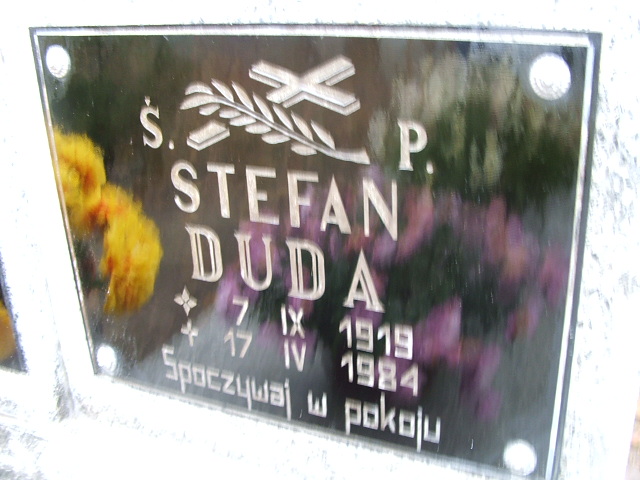 Ś. P.
STEFAN
DUDA
7 IX 1919
17 IV 1984
Spoczywaj w pokoju